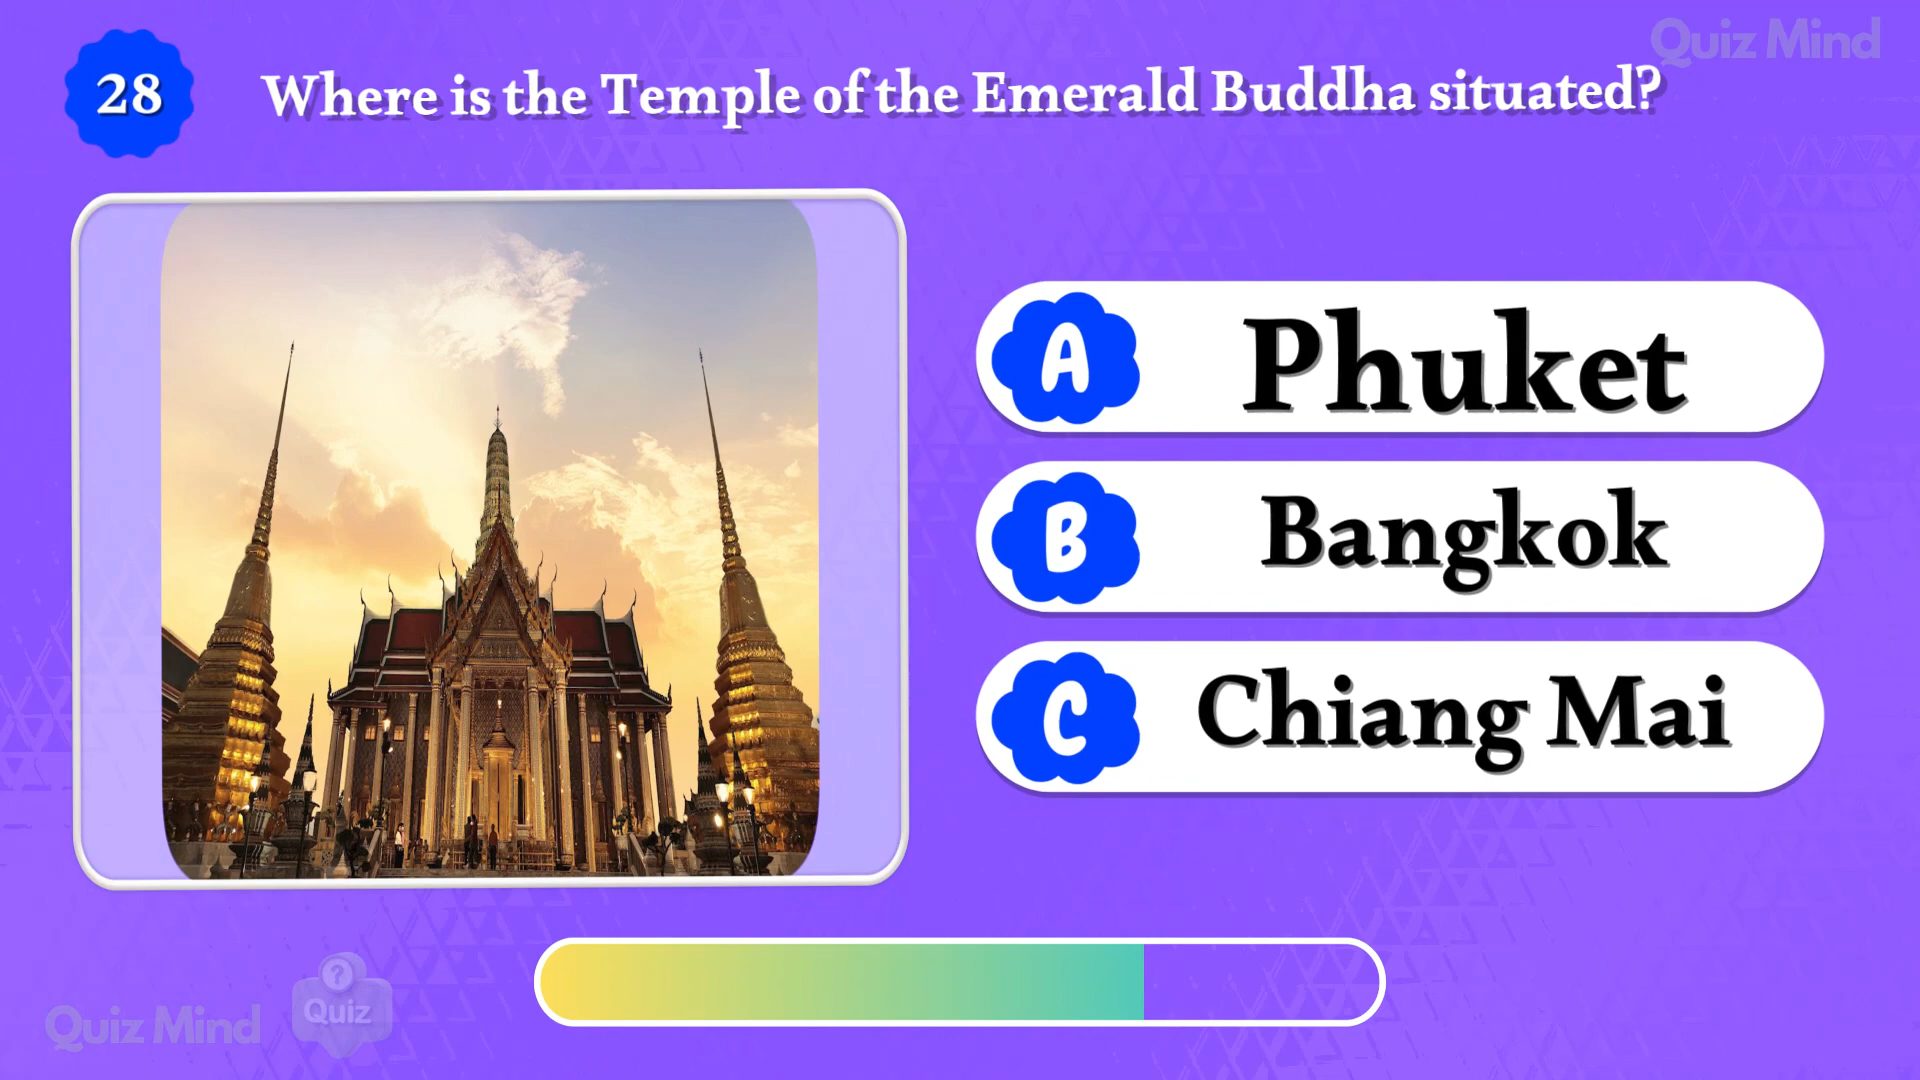 Quiz Mind
28
Where is the Temple of the Emerald Buddha situated?
A
Phuket
B
Bangkok
C
Chiang Mai
Quiz Mind
?
Quiz